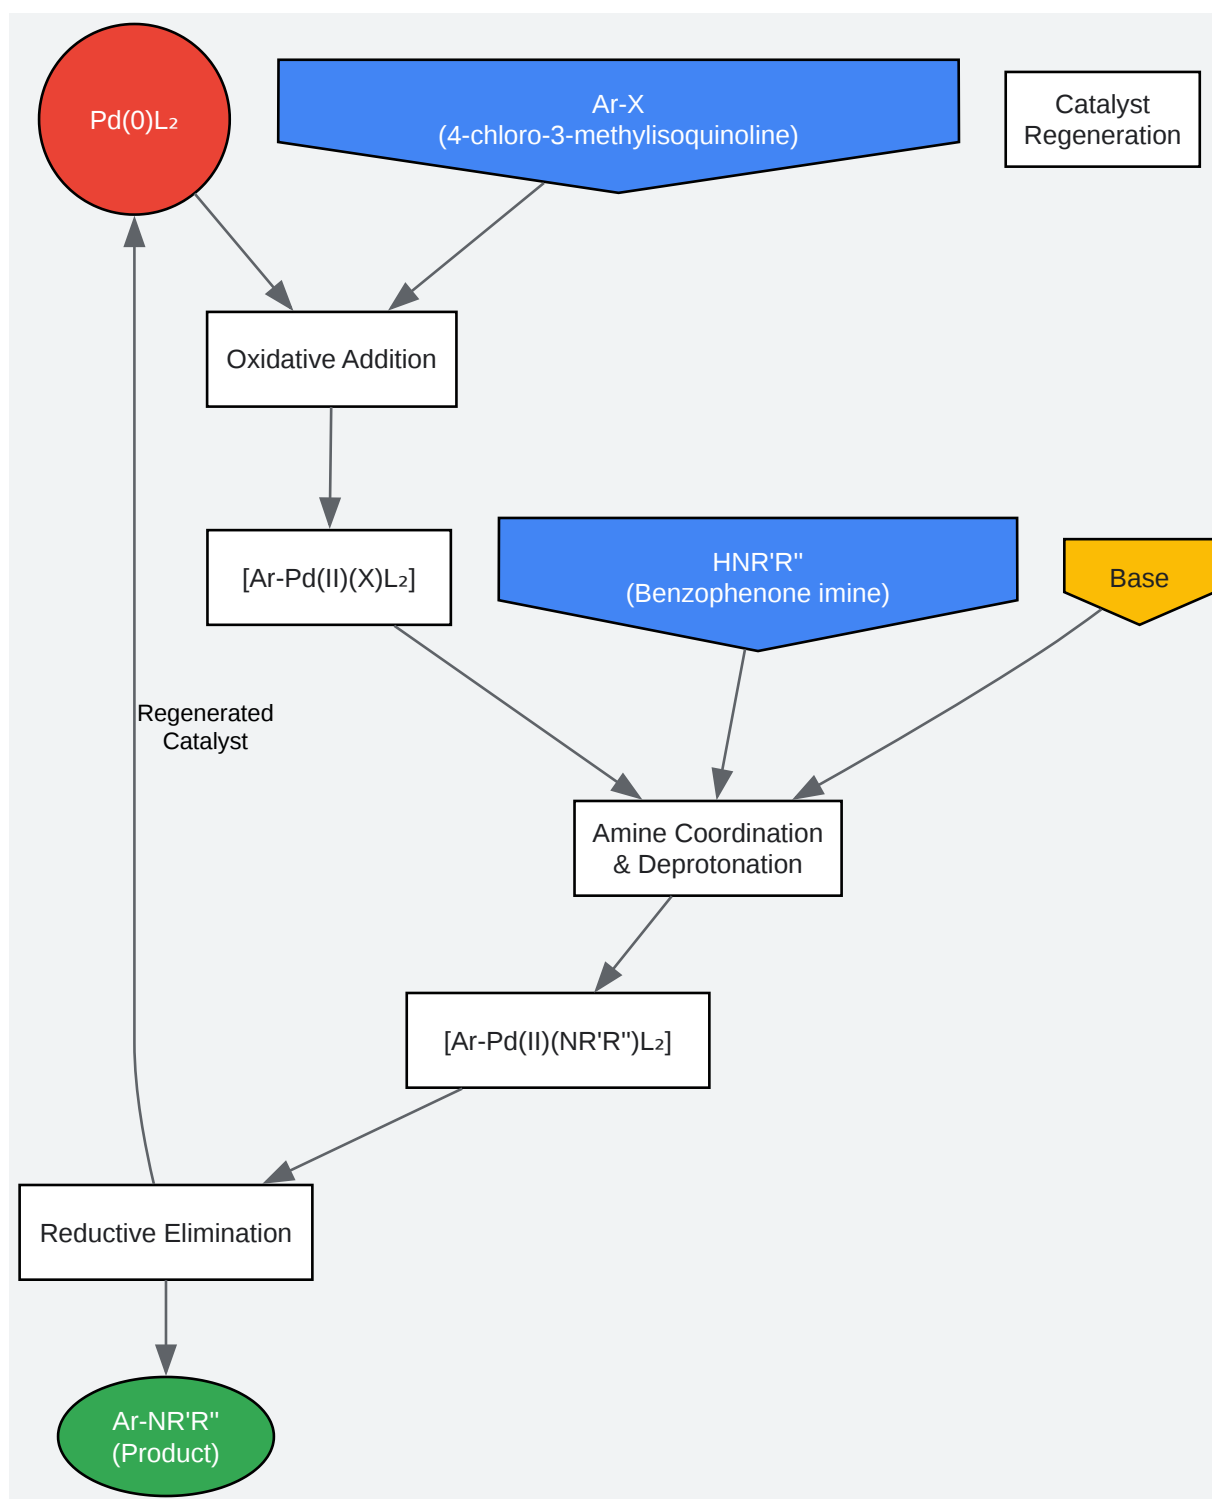 Pd(0)L₂
Ar-X
(4-chloro-3-methylisoquinoline)
Catalyst
Regeneration
Oxidative Addition
[Ar-Pd(II)(X)L₂]
HNR'R''
(Benzophenone imine)
Base
Regenerated
Catalyst
Amine Coordination
& Deprotonation
[Ar-Pd(II)(NR'R'')L₂]
Reductive Elimination
Ar-NR'R''
(Product)